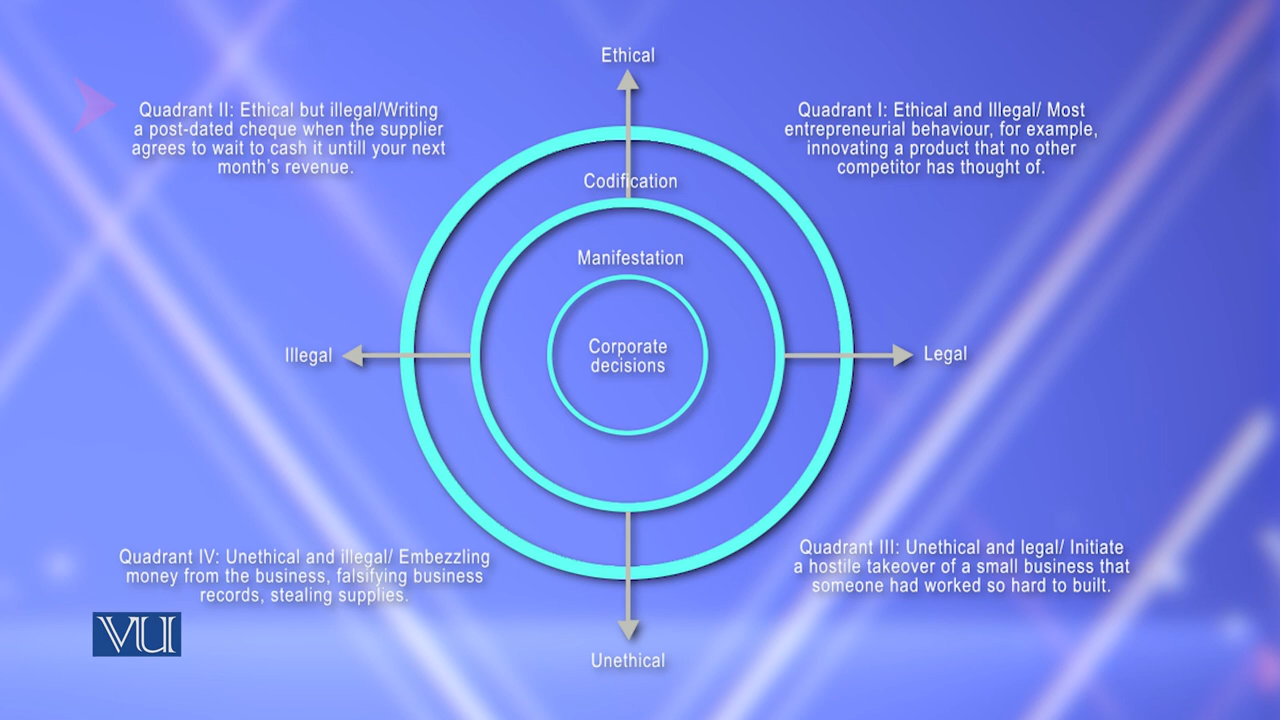 Ethical
Quadrant II: Ethical but illegal/Writing
a post-dated cheque when the supplier
agrees to wait to cash it untill your next
month's revenue.
Quadrant I: Ethical and Illegal/ Most
entrepreneurial behaviour, for example,
innovating a product that no other
competitor has thought of.
Codification
Manifestation
Corporate
decisions
Illegal
Legal
Quadrant IV: Unethical and illegal/ Embezzling
money from the business, falsifying business
records, stealing supplies.
Quadrant III: Unethical and legal/ Initiate
a hostile takeover of a small business that
someone had worked so hard to built.
VU
Unethical